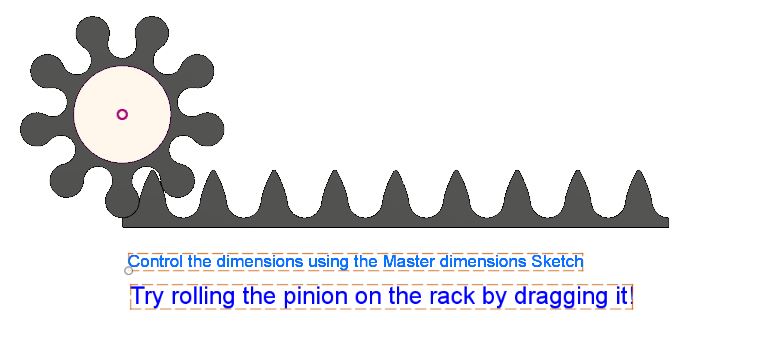 Control the dimensions using the Master dimensions Sketch
Try rolling the pinion on the rack by dragging it!